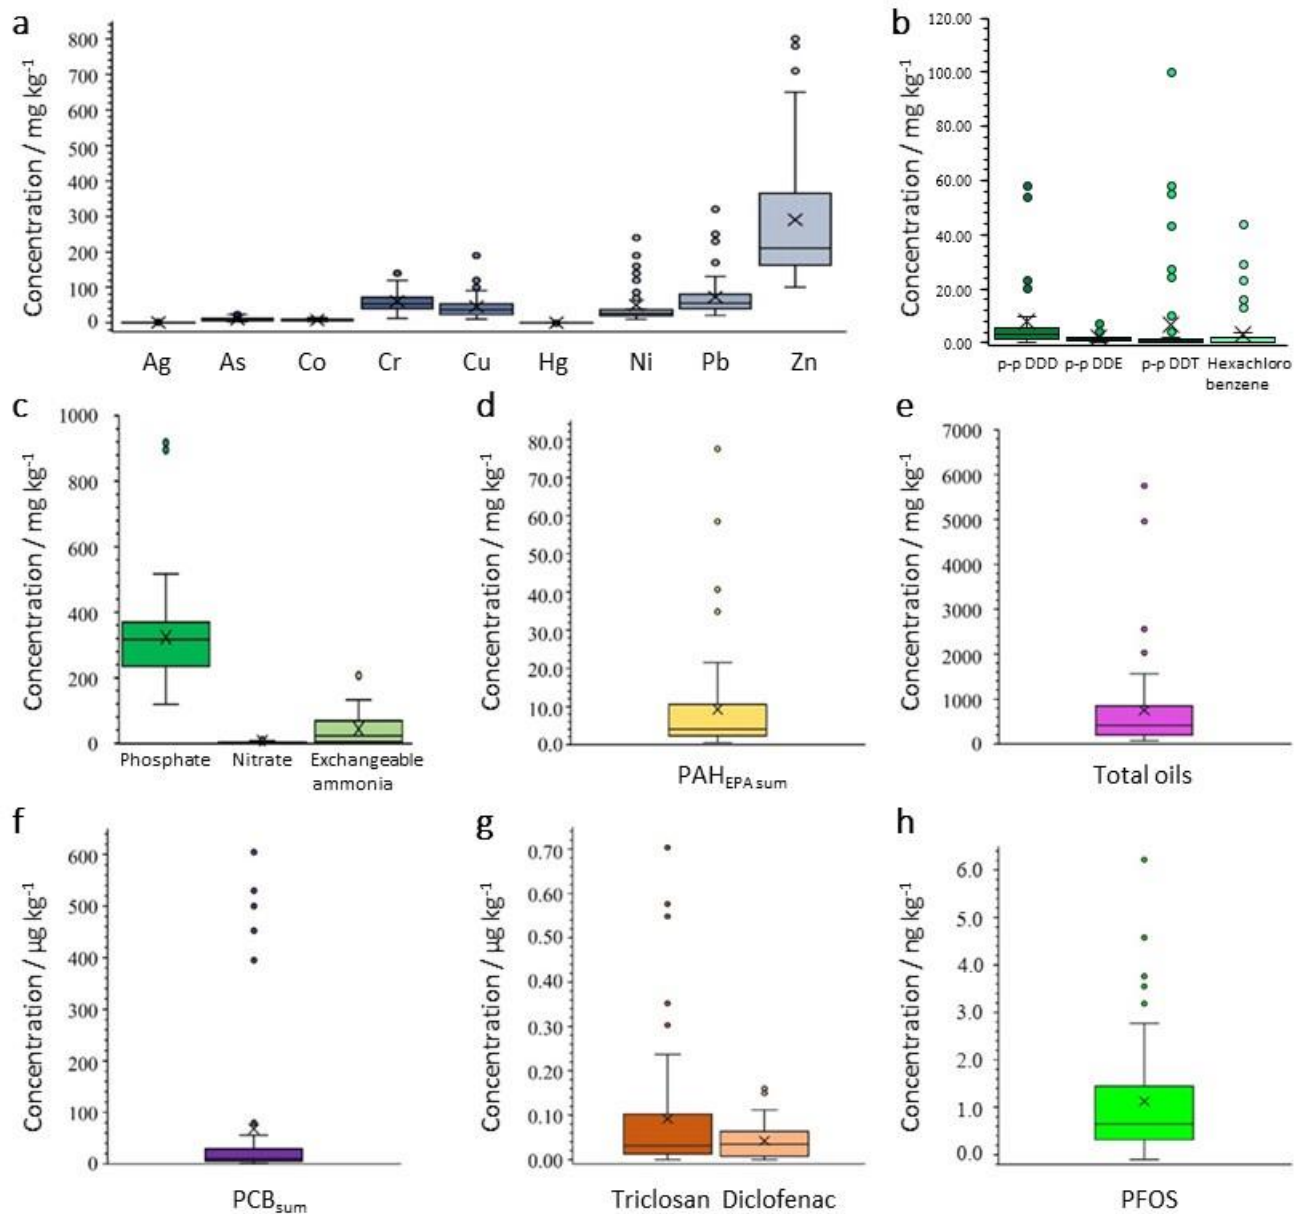 a
Concentration / mg kg⁻¹
800
700
600
500
400
300
200
100
0
Ag As Co Cr Cu Hg Ni Pb Zn
b
Concentration / mg kg⁻¹
120.00
100.00
80.00
60.00
40.00
20.00
0.00
p-p DDD p-p DDE p-p DDT Hexachloro
benzene
c
Concentration / mg kg⁻¹
1000
800
600
400
200
0
Phosphate Nitrate Exchangeable
ammonia
d
Concentration / mg kg⁻¹
80.0
70.0
60.0
50.0
40.0
30.0
20.0
10.0
0.0
PAH EPA sum
e
Concentration / mg kg⁻¹
7000
6000
5000
4000
3000
2000
1000
0
Total oils
f
Concentration / µg kg⁻¹
600
500
400
300
200
100
0
PCB sum
g
Concentration / µg kg⁻¹
0.70
0.60
0.50
0.40
0.30
0.20
0.10
0.00
Triclosan Diclofenac
h
Concentration / ng kg⁻¹
6.0
5.0
4.0
3.0
2.0
1.0
0.0
PFOS